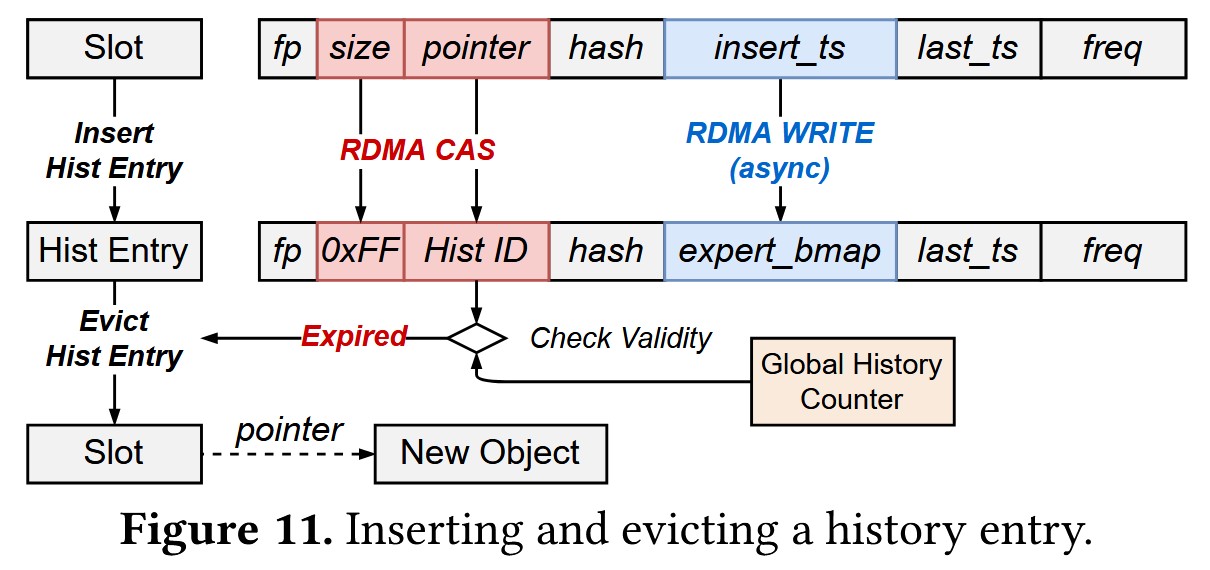 Slot fp size pointer hash insert_ts last_ts freq
Insert
Hist Entry
RDMA CAS
RDMA WRITE
(async)
Hist Entry fp 0xFF Hist ID hash expert_bmap last_ts freq
Evict
Hist Entry
Expired
Check Validity
Global History
Counter
Slot pointer New Object
Figure 11. Inserting and evicting a history entry.